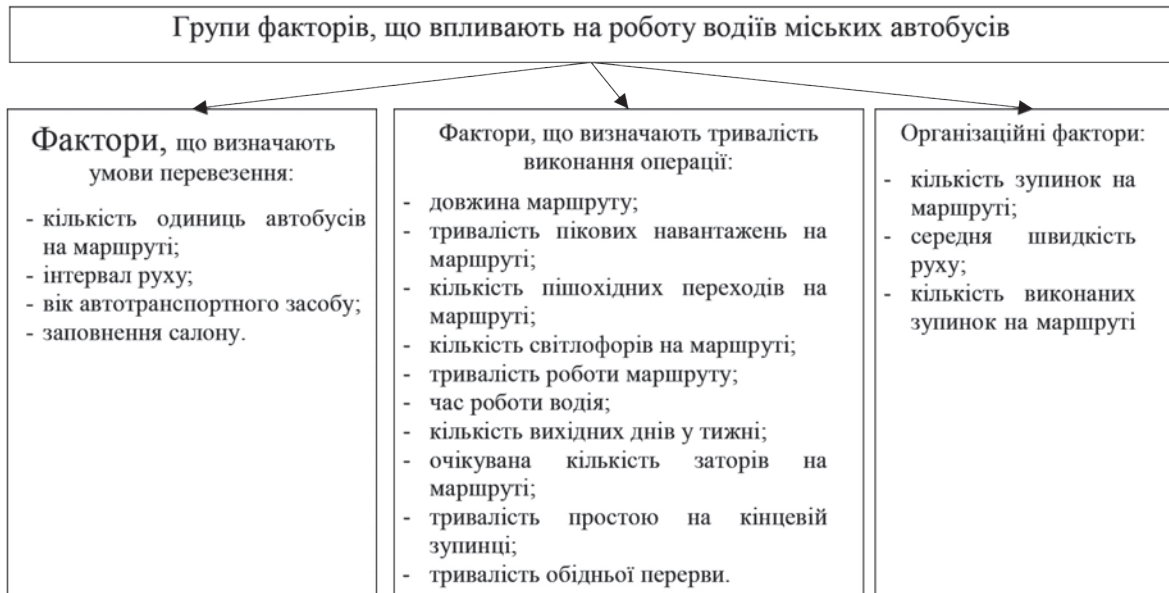 Групи факторів, що впливають на роботу водіїв міських автобусів
Фактори, що визначають
умови перевезення:
- кількість одиниць автобусів
на маршруті;
- інтервал руху;
- вік автотранспортного засобу;
- заповнення салону.
Фактори, що визначають тривалість
виконання операції:
- довжина маршруту;
- тривалість пікових навантажень на
маршруті;
- кількість пішохідних переходів на
маршруті;
- кількість світлофорів на маршруті;
- тривалість роботи маршруту;
- час роботи водія;
- кількість вихідних днів у тижні;
- очікувана кількість заторів на
маршруті;
- тривалість простою на кінцевій
зупинці;
- тривалість обідньої перерви.
Організаційні фактори:
- кількість зупинок на
маршруті;
- середня швидкість
руху;
- кількість виконаних
зупинок на маршруті